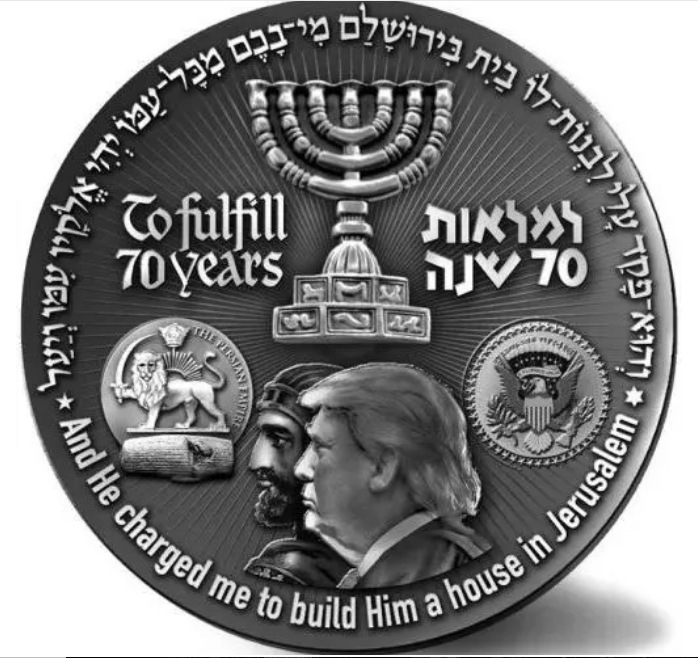 וְהוּא-פָקַד עָלַי לִבְנוֹת-לוֹ בַיִת בִּירוּשָׁלַם מִי-בָכֶם מִכָּל-עַמּוֹ יְהִי אֱלֹקָיו עִמּוֹ וְיָעַל
To fulfill
70 years
למלאות
70 שנה
THE PERSIAN EMPIRE
And He charged me to build Him a house in Jerusalem